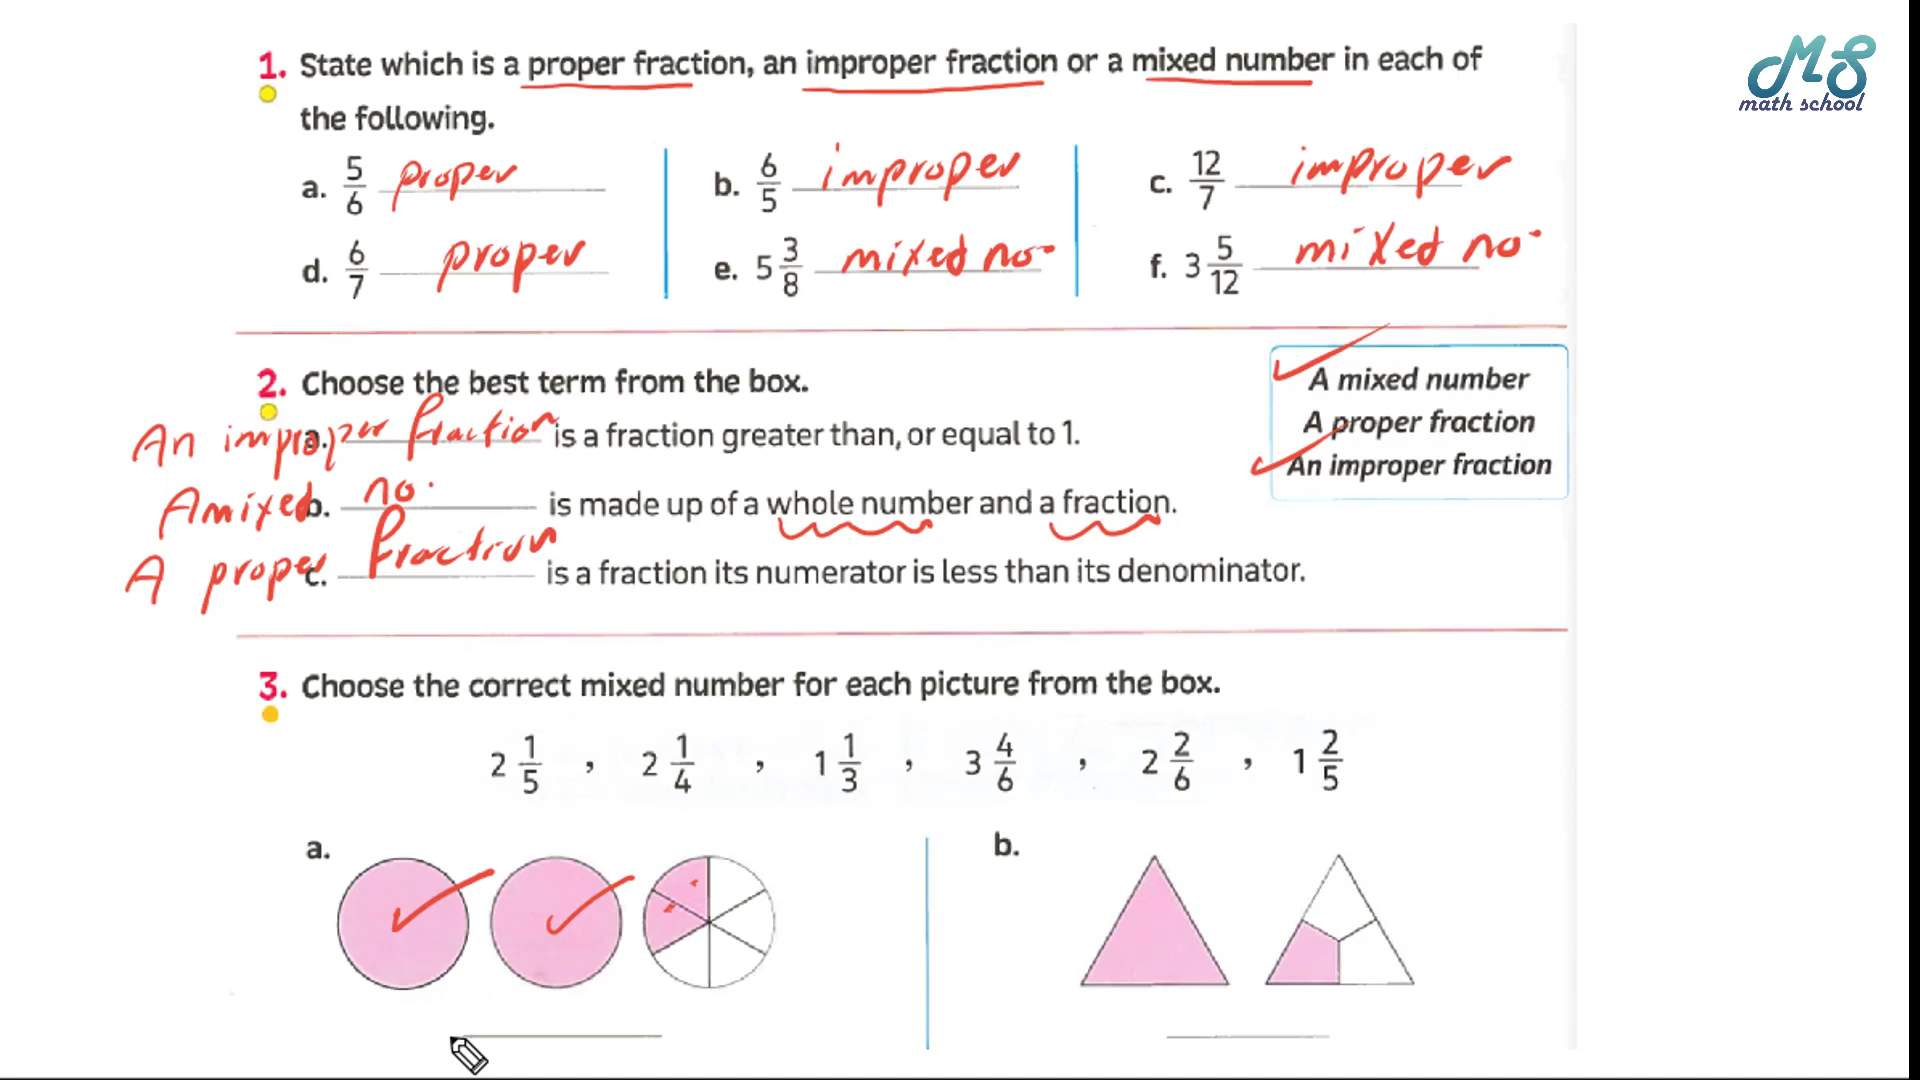 MS
math school
1. State which is a proper fraction, an improper fraction or a mixed number in each of
the following.
a. 5/6 proper
b. 6/5 improper
c. 12/7 improper
d. 6/7 proper
e. 5 3/8 mixed no.
f. 3 5/12 mixed no.
2. Choose the best term from the box.
A mixed number
A proper fraction
An improper fraction
a. An improper fraction is a fraction greater than, or equal to 1.
b. A mixed no. is made up of a whole number and a fraction.
c. A proper fraction is a fraction its numerator is less than its denominator.
3. Choose the correct mixed number for each picture from the box.
2 1/5 , 2 1/4 , 1 1/3 , 3 4/6 , 2 2/6 , 1 2/5
a.
b.